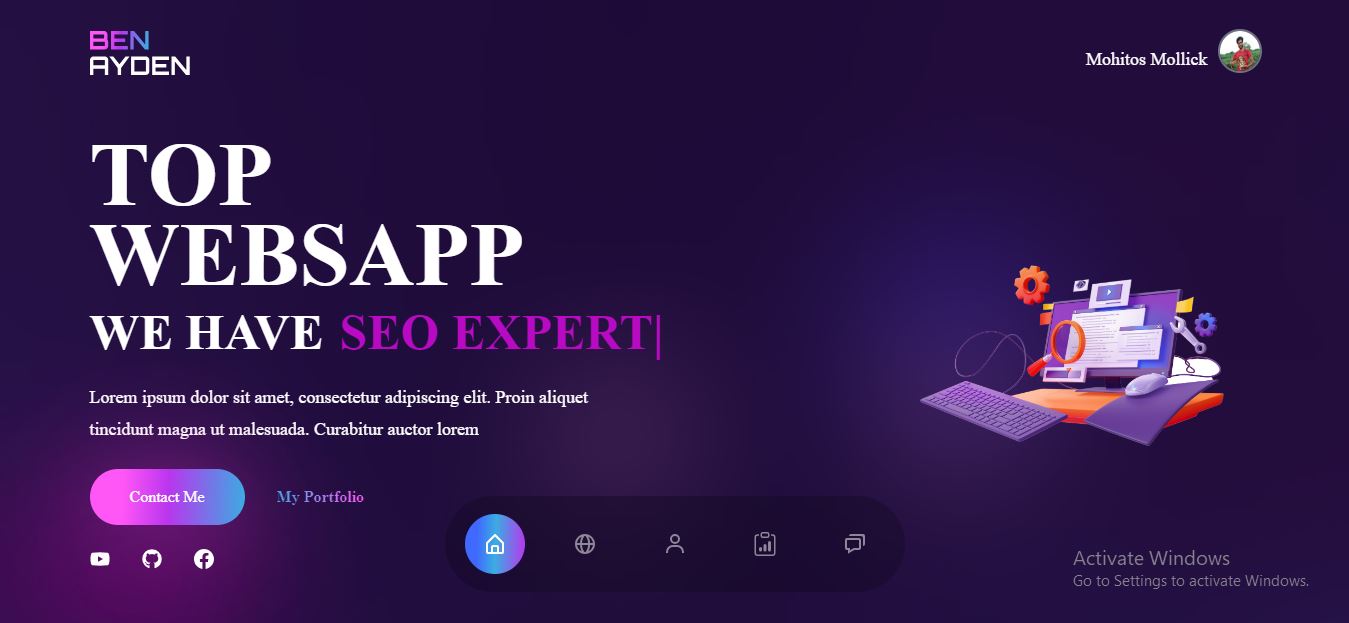 BEN
AYDEN
Mohitos Mollick
TOP
WEBSAPP
WE HAVE SEO EXPERT|
Lorem ipsum dolor sit amet, consectetur adipiscing elit. Proin aliquet
tincidunt magna ut malesuada. Curabitur auctor lorem
Contact Me
My Portfolio
Activate Windows
Go to Settings to activate Windows.